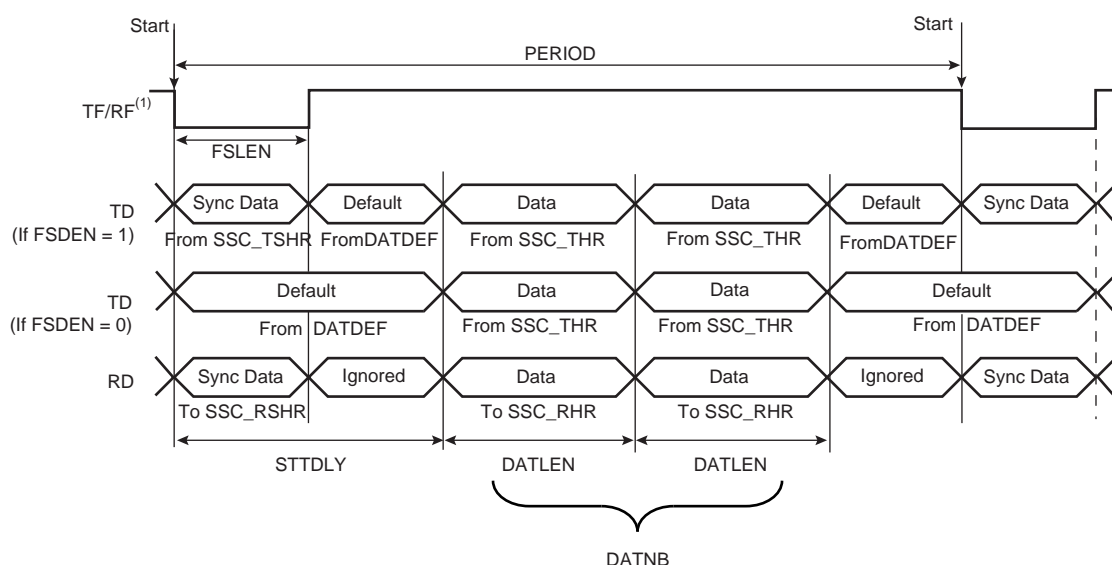 Start
Start
PERIOD
TF/RF(1)
FSLEN
TD
(If FSDEN = 1)
Sync Data
Default
Data
Data
Default
Sync Data
From SSC_TSHR
FromDATDEF
From SSC_THR
From SSC_THR
FromDATDEF
TD
(If FSDEN = 0)
Default
Data
Data
Default
From DATDEF
From SSC_THR
From SSC_THR
From DATDEF
RD
Sync Data
Ignored
Data
Data
Ignored
Sync Data
To SSC_RSHR
To SSC_RHR
To SSC_RHR
STTDLY
DATLEN
DATLEN
DATNB